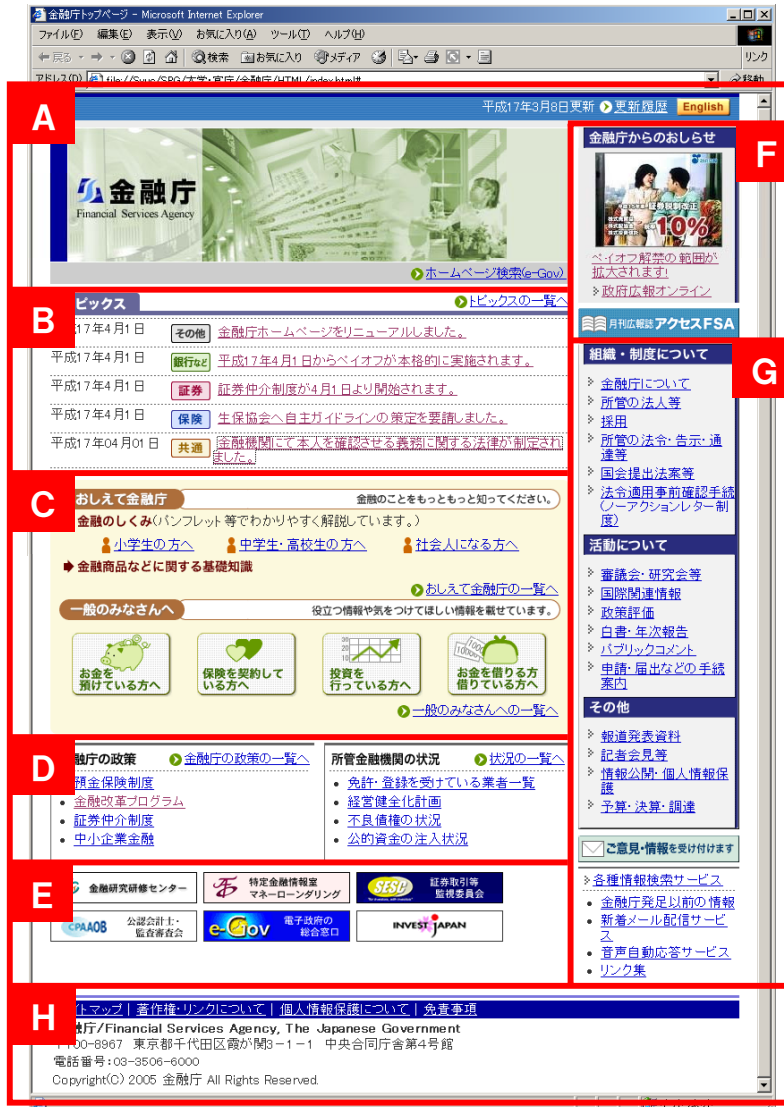 金融庁トップページ - Microsoft Internet Explorer
ファイル(F) 編集(E) 表示(V) お気に入り(A) ツール(T) ヘルプ(H)
戻る 検索 お気に入り メディア リンク
アドレス(D) 移動
A
平成17年3月8日更新 更新履歴 English
金融庁
Financial Services Agency
ホームページ検索(e-Gov)
B
ピックス トピックスの一覧へ
17年4月1日 その他 金融庁ホームページをリニューアルしました。
平成17年4月1日 銀行など 平成17年4月1日からペイオフが本格的に実施されます。
平成17年4月1日 証券 証券仲介制度が4月1日より開始されます。
平成17年4月1日 保険 生保協会へ自主ガイドラインの策定を要請しました。
平成17年04月01日 共通 金融機関にて本人を確認させる義務に関する法律が制定され
ました。
C
おしえて金融庁 金融のことをもっともっと知ってください。
金融のしくみ(パンフレット等でわかりやすく解説しています。)
小学生の方へ 中学生・高校生の方へ 社会人になる方へ
金融商品などに関する基礎知識
おしえて金融庁の一覧へ
一般のみなさんへ 役立つ情報や気をつけてほしい情報を載せています。
お金を
預けている方へ
保険を契約して
いる方へ
投資を
行っている方へ
お金を借りる方
借りている方へ
一般のみなさんへの一覧へ
D
融庁の政策 金融庁の政策の一覧へ
預金保険制度
金融改革プログラム
証券仲介制度
中小企業金融
所管金融機関の状況 状況の一覧へ
免許・登録を受けている業者一覧
経営健全化計画
不良債権の状況
公的資金の注入状況
E
金融研究研修センター
特定金融情報室
マネーローンダリング
SESC 証券取引等
監視委員会
CPAAOB 公認会計士・
監査審査会
e-Gov 電子政府の
総合窓口
INVEST JAPAN
F
金融庁からのおしらせ
証券税制改正
10%
ペイオフ解禁の範囲が
拡大されます!
政府広報オンライン
月刊広報誌 アクセスFSA
G
組織・制度について
金融庁について
所管の法人等
採用
所管の法令・告示・通
達等
国会提出法案等
法令適用事前確認手続
(ノーアクションレター制
度)
活動について
審議会・研究会等
国際関連情報
政策評価
白書・年次報告
パブリックコメント
申請・届出などの手続
案内
その他
報道発表資料
記者会見等
情報公開・個人情報保
護
予算・決算・調達
ご意見・情報を受け付けます
各種情報検索サービス
金融庁発足以前の情報
新着メール配信サービ
ス
音声自動応答サービス
リンク集
H
トマップ | 著作権・リンクについて | 個人情報保護について | 免責事項
庁/Financial Services Agency, The Japanese Government
00-8967 東京都千代田区霞が関3-1-1 中央合同庁舎第4号館
電話番号:03-3506-6000
Copyright(C) 2005 金融庁 All Rights Reserved.